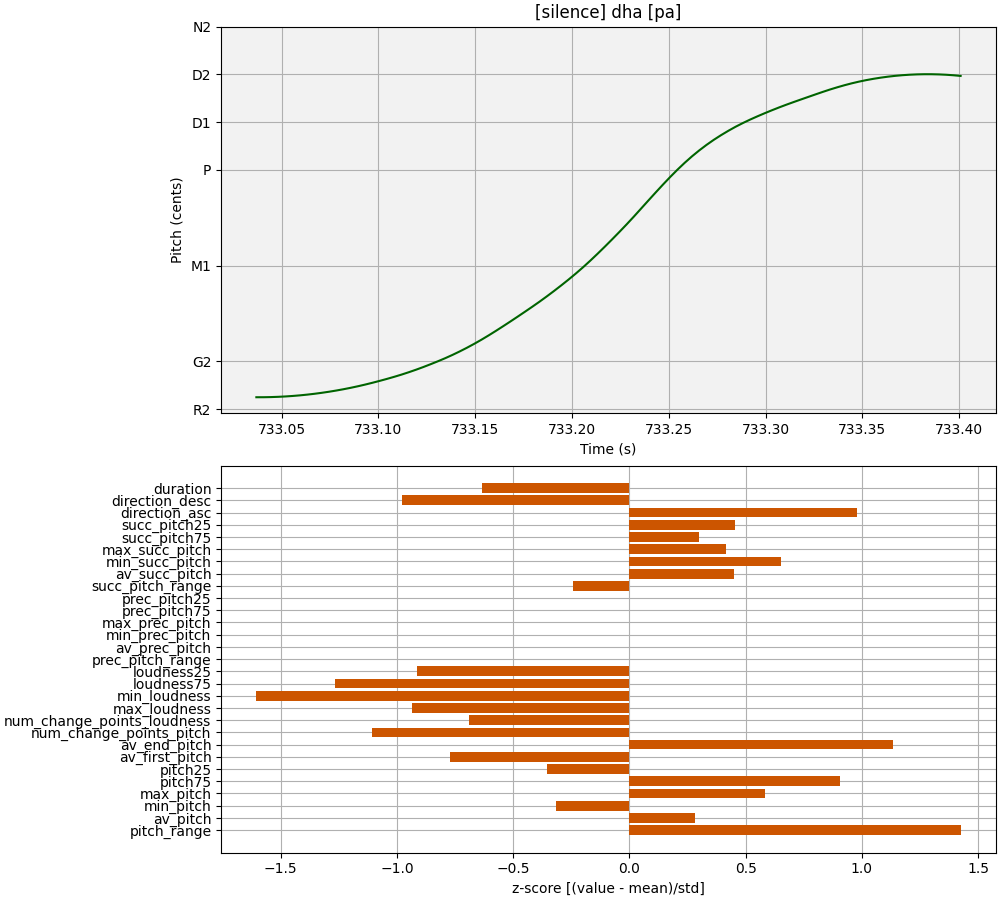 [silence] dha [pa]
N2
D2
D1
P
M1
G2
R2
Pitch (cents)
733.05 733.10 733.15 733.20 733.25 733.30 733.35 733.40
Time (s)
duration
direction_desc
direction_asc
succ_pitch25
succ_pitch75
max_succ_pitch
min_succ_pitch
av_succ_pitch
succ_pitch_range
prec_pitch25
prec_pitch75
max_prec_pitch
min_prec_pitch
av_prec_pitch
prec_pitch_range
loudness25
loudness75
min_loudness
max_loudness
num_change_points_loudness
num_change_points_pitch
av_end_pitch
av_first_pitch
pitch25
pitch75
max_pitch
min_pitch
av_pitch
pitch_range
−1.5 −1.0 −0.5 0.0 0.5 1.0 1.5
z-score [(value - mean)/std]